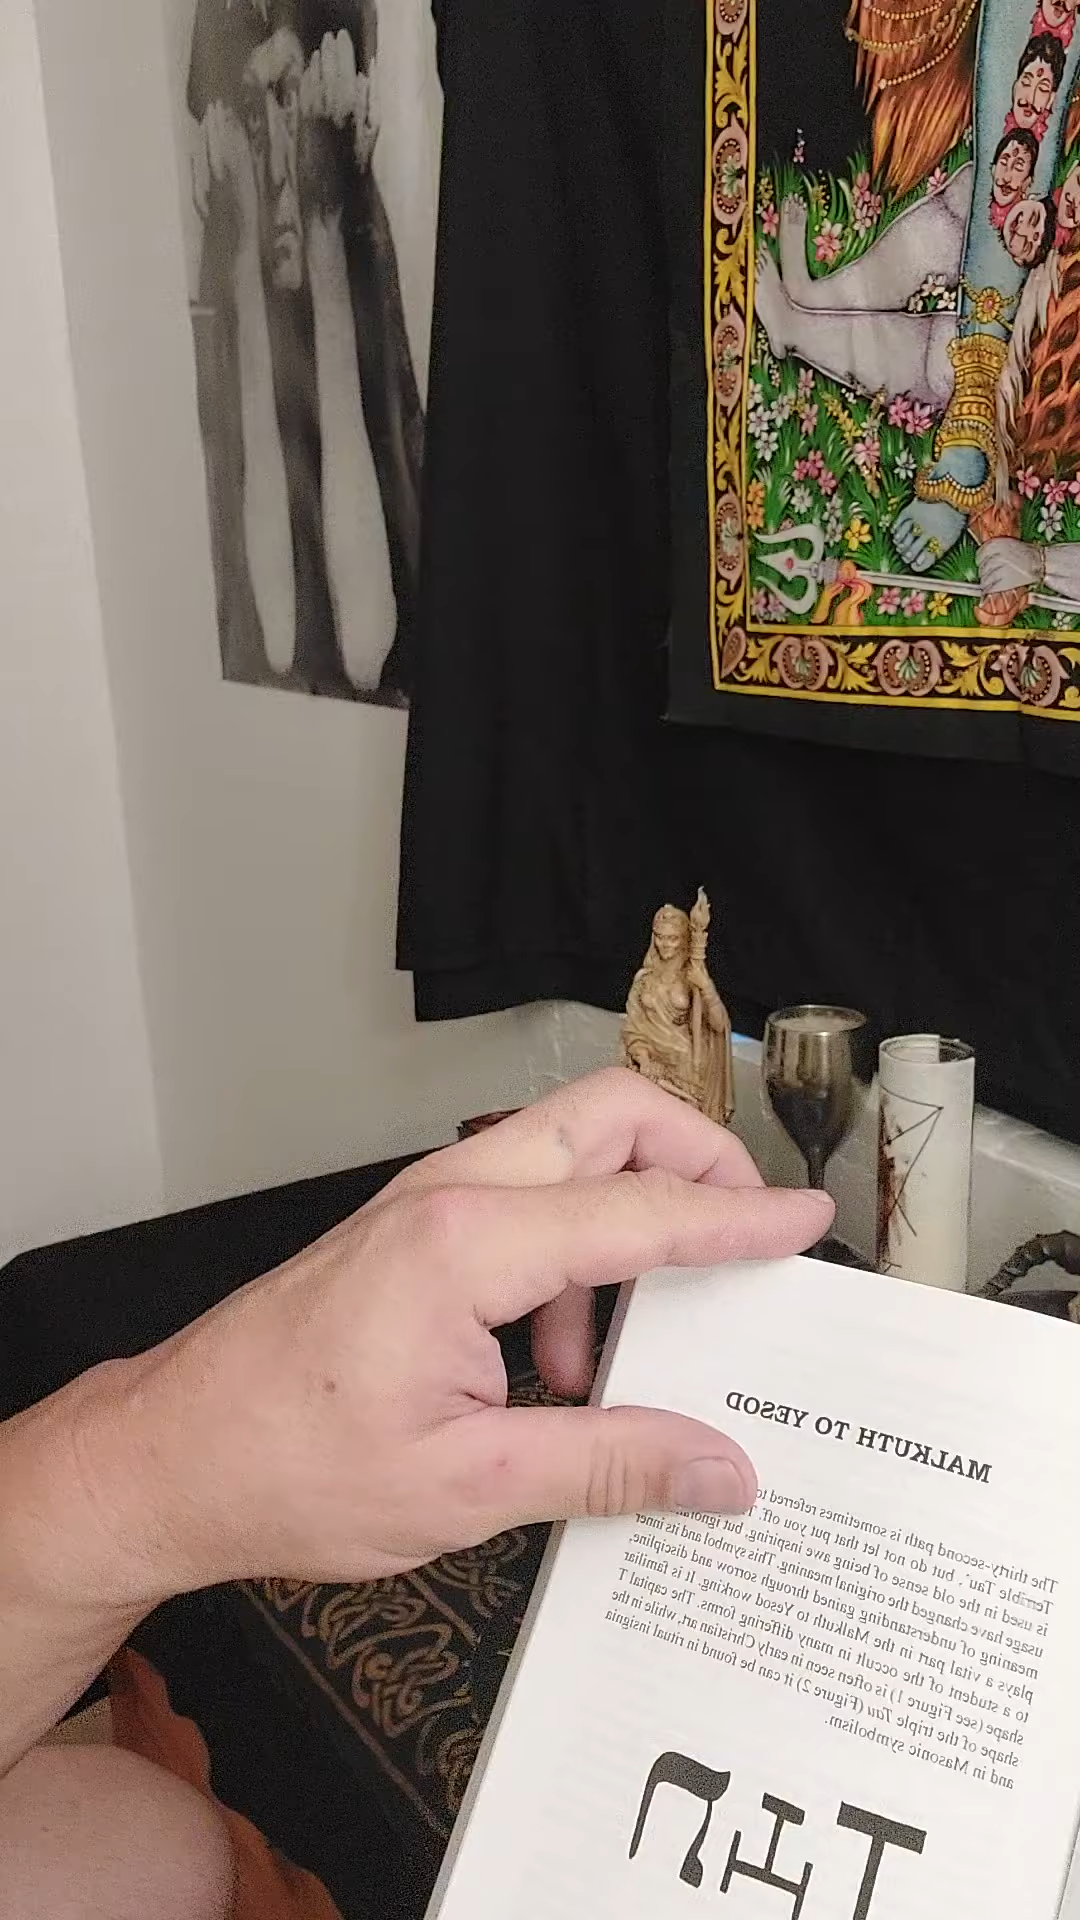 MALKUTH TO YESOD
The thirty-second path is sometimes referred to
Terrible Tau', but do not let that put you off.
is used in the old sense of being awe inspiring, but
usage have changed the original meaning. This symbol and its inner
meaning of understanding gained through sorrow and discipline,
plays a vital part in the Malkuth to Yesod working. It is familiar
to a student of the occult in many differing forms. The capital T
shape (see Figure 1) is often seen in early Christian art, while in the
shape of the triple Tau (Figure 2) it can be found in ritual insignia
and in Masonic symbolism.
ת